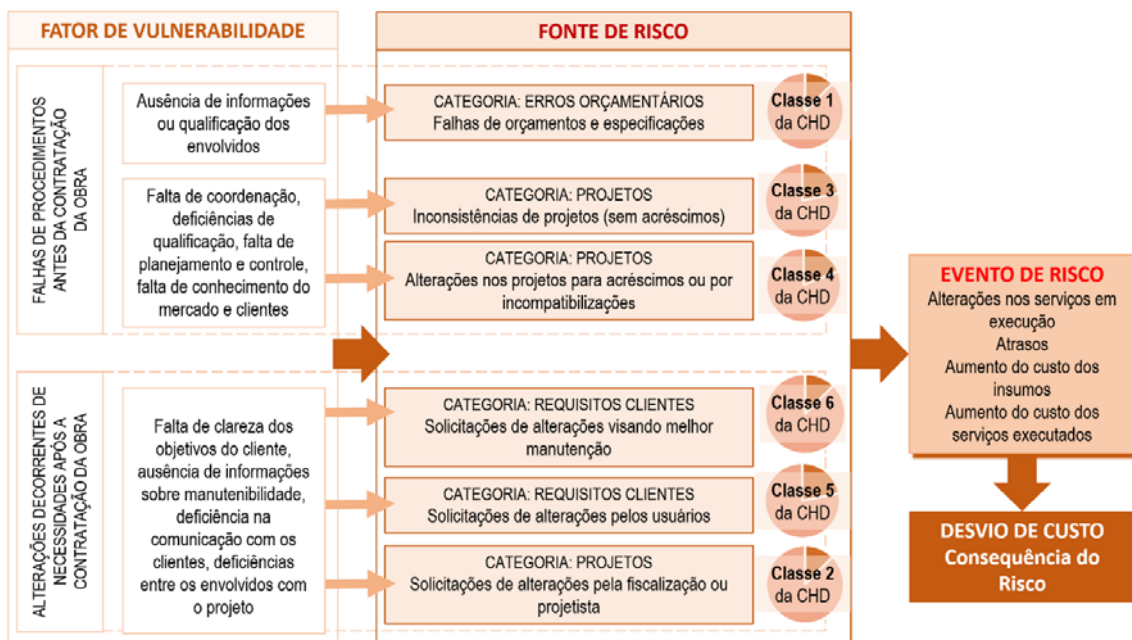 FATOR DE VULNERABILIDADE
FONTE DE RISCO
FALHAS DE PROCEDIMENTOS
ANTES DA CONTRATAÇÃO
DA OBRA
Ausência de informações
ou qualificação dos
envolvidos
CATEGORIA: ERROS ORÇAMENTÁRIOS
Falhas de orçamentos e especificações
Classe 1
da CHD
Falta de coordenação,
deficiências de
qualificação, falta de
planejamento e controle,
falta de conhecimento do
mercado e clientes
CATEGORIA: PROJETOS
Inconsistências de projetos (sem acréscimos)
Classe 3
da CHD
CATEGORIA: PROJETOS
Alterações nos projetos para acréscimos ou por
incompatibilizações
Classe 4
da CHD
ALTERAÇÕES DECORRENTES DE
NECESSIDADES APÓS A
CONTRATAÇÃO DA OBRA
Falta de clareza dos
objetivos do cliente,
ausência de informações
sobre manutenibilidade,
deficiência na
comunicação com os
clientes, deficiências
entre os envolvidos com
o projeto
CATEGORIA: REQUISITOS CLIENTES
Solicitações de alterações visando melhor
manutenção
Classe 6
da CHD
CATEGORIA: REQUISITOS CLIENTES
Solicitações de alterações pelos usuários
Classe 5
da CHD
CATEGORIA: PROJETOS
Solicitações de alterações pela fiscalização ou
projetista
Classe 2
da CHD
EVENTO DE RISCO
Alterações nos serviços em
execução
Atrasos
Aumento do custo dos
insumos
Aumento do custo dos
serviços executados
DESVIO DE CUSTO
Consequência do
Risco